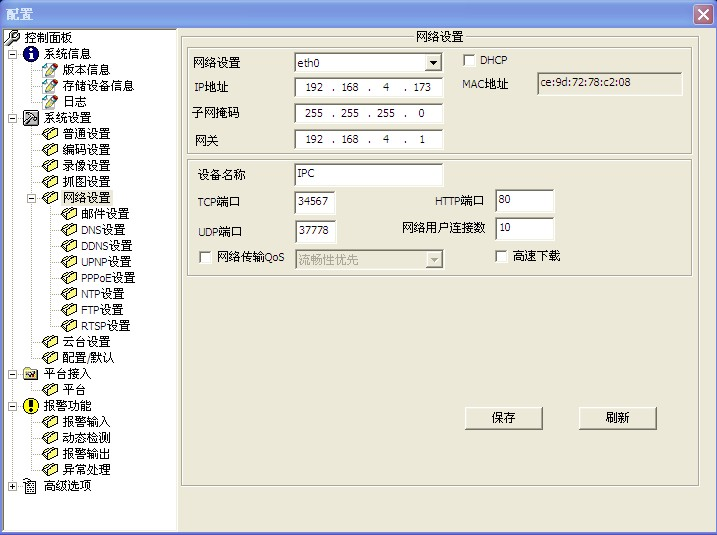 配置
控制面板
系统信息
版本信息
存储设备信息
日志
系统设置
普通设置
编码设置
录像设置
抓图设置
网络设置
邮件设置
DNS设置
DDNS设置
UPNP设置
PPPoE设置
NTP设置
FTP设置
RTSP设置
云台设置
配置/默认
平台接入
平台
报警功能
报警输入
动态检测
报警输出
异常处理
高级选项
网络设置
网络设置 eth0 DHCP
IP地址 192 . 168 . 4 . 173 MAC地址 ce:9d:72:78:c2:08
子网掩码 255 . 255 . 255 . 0
网关 192 . 168 . 4 . 1
设备名称 IPC
TCP端口 34567 HTTP端口 80
UDP端口 37778 网络用户连接数 10
网络传输QoS 流畅性优先 高速下载
保存 刷新